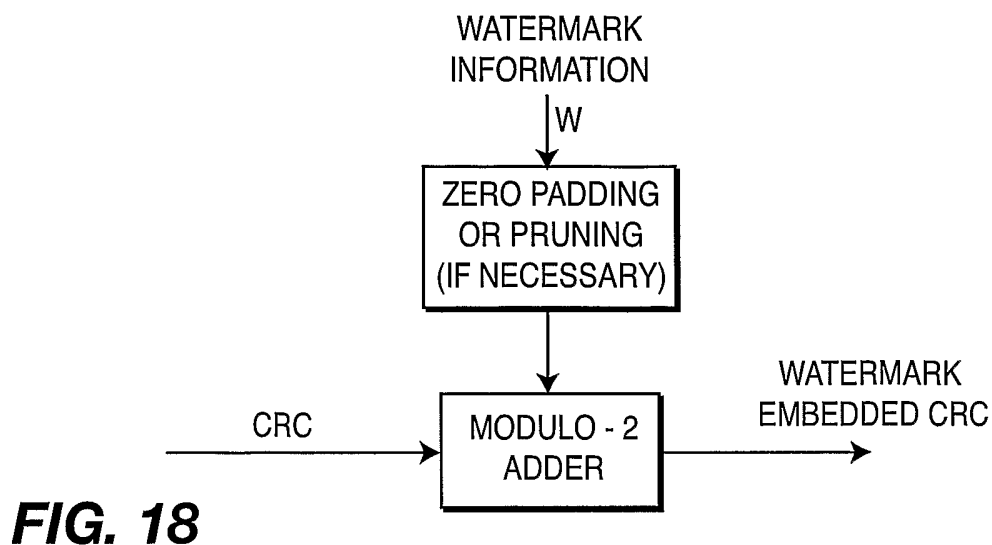 WATERMARK
INFORMATION
W
ZERO PADDING
OR PRUNING
(IF NECESSARY)
CRC
MODULO - 2
ADDER
WATERMARK
EMBEDDED CRC
FIG. 18